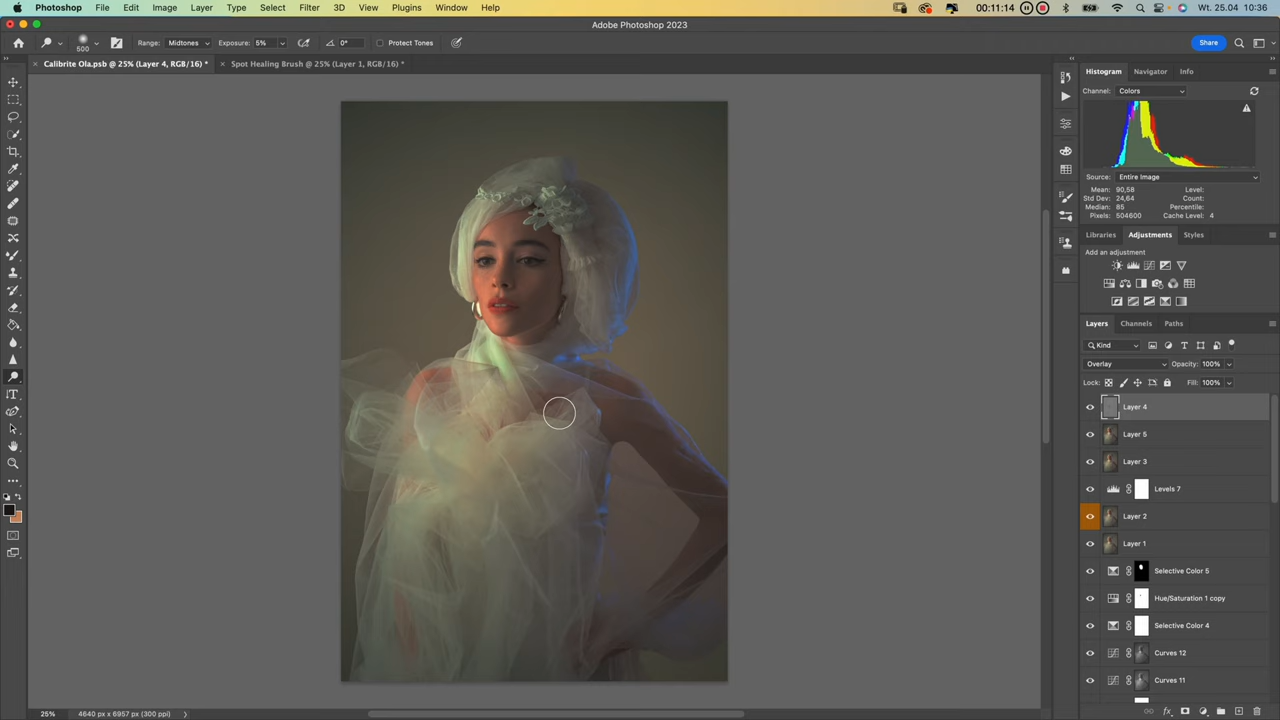 Photoshop File Edit Image Layer Type Select Filter 3D View Plugins Window Help 00:11:14 Wt. 25.04 10:36
Adobe Photoshop 2023
500 Range: Midtones Exposure: 5% 0° Protect Tones Share
Calibrite Ola.psb @ 25% (Layer 4, RGB/16) * Spot Healing Brush @ 25% (Layer 1, RGB/16) *
Histogram Navigator Info
Channel: Colors
Source: Entire Image
Mean: 90,58 Level:
Std Dev: 24,64 Count:
Median: 85 Percentile:
Pixels: 504600 Cache Level: 4
Libraries Adjustments Styles
Add an adjustment
Layers Channels Paths
Kind
Overlay Opacity: 100%
Lock: Fill: 100%
Layer 4
Layer 5
Layer 3
Levels 7
Layer 2
Layer 1
Selective Color 5
Hue/Saturation 1 copy
Selective Color 4
Curves 12
Curves 11
25% 4640 px x 6957 px (300 ppi)